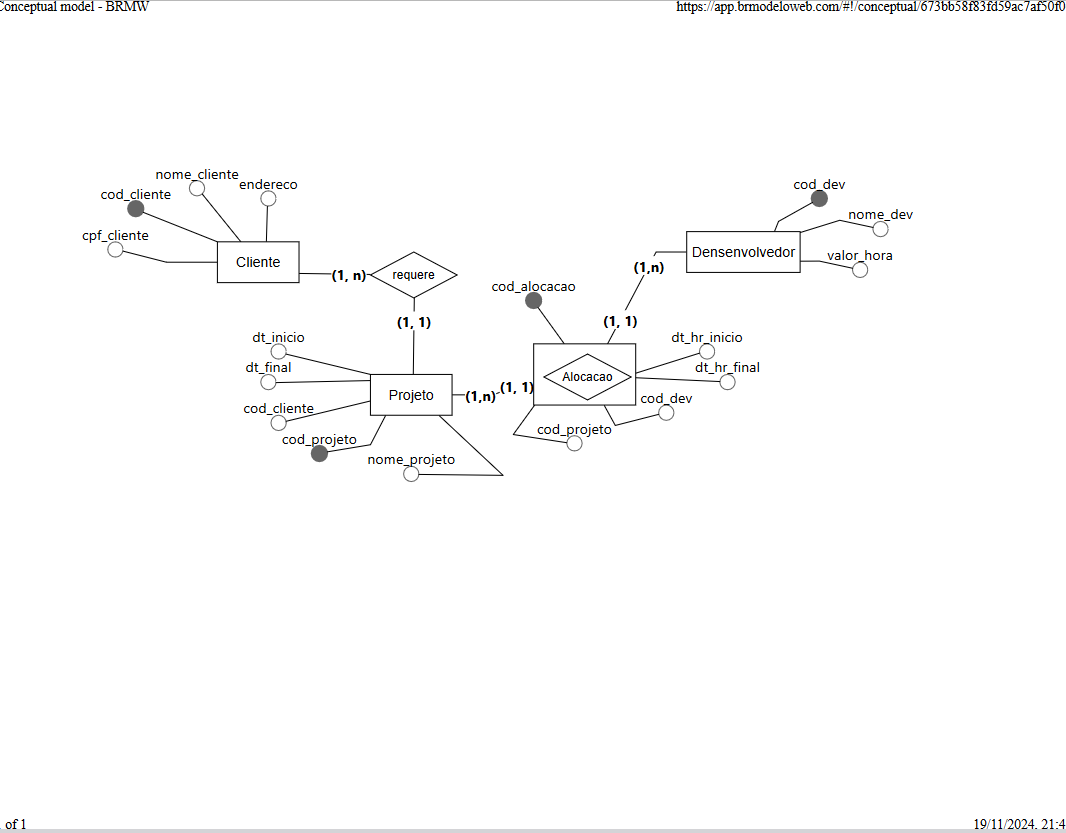 Conceptual model - BRMW
https://app.brmodeloweb.com/#!/conceptual/673bb58f83fd59ac7af50f0
nome_cliente
endereco
cod_cliente
cpf_cliente
Cliente
(1, n)
requere
(1, 1)
cod_dev
nome_dev
valor_hora
Densenvolvedor
(1,n)
cod_alocacao
(1, 1)
dt_inicio
dt_final
cod_cliente
cod_projeto
nome_projeto
Projeto
(1,n)
(1, 1)
Alocacao
dt_hr_inicio
dt_hr_final
cod_dev
cod_projeto
of 1
19/11/2024, 21:4